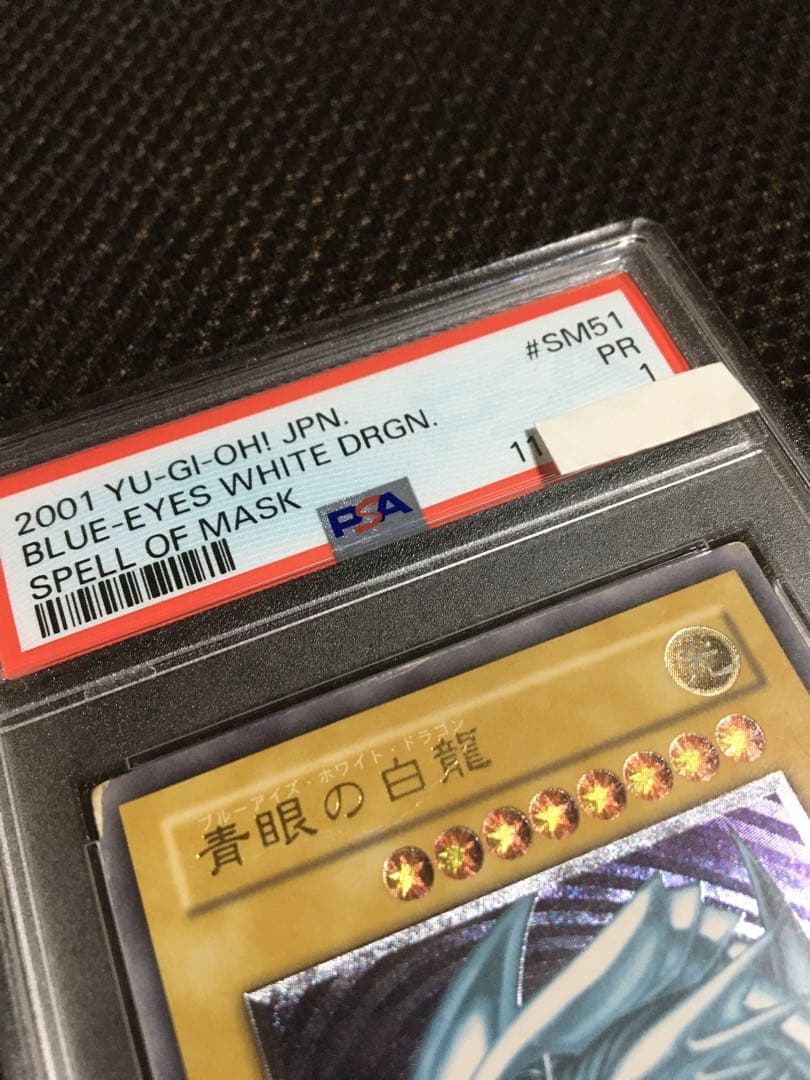 2001 YU-GI-OH! JPN. #SM51
BLUE-EYES WHITE DRGN. PR
SPELL OF MASK 1
11
PSA
光
ブルーアイズ・ホワイト・ドラゴン
青眼の白龍